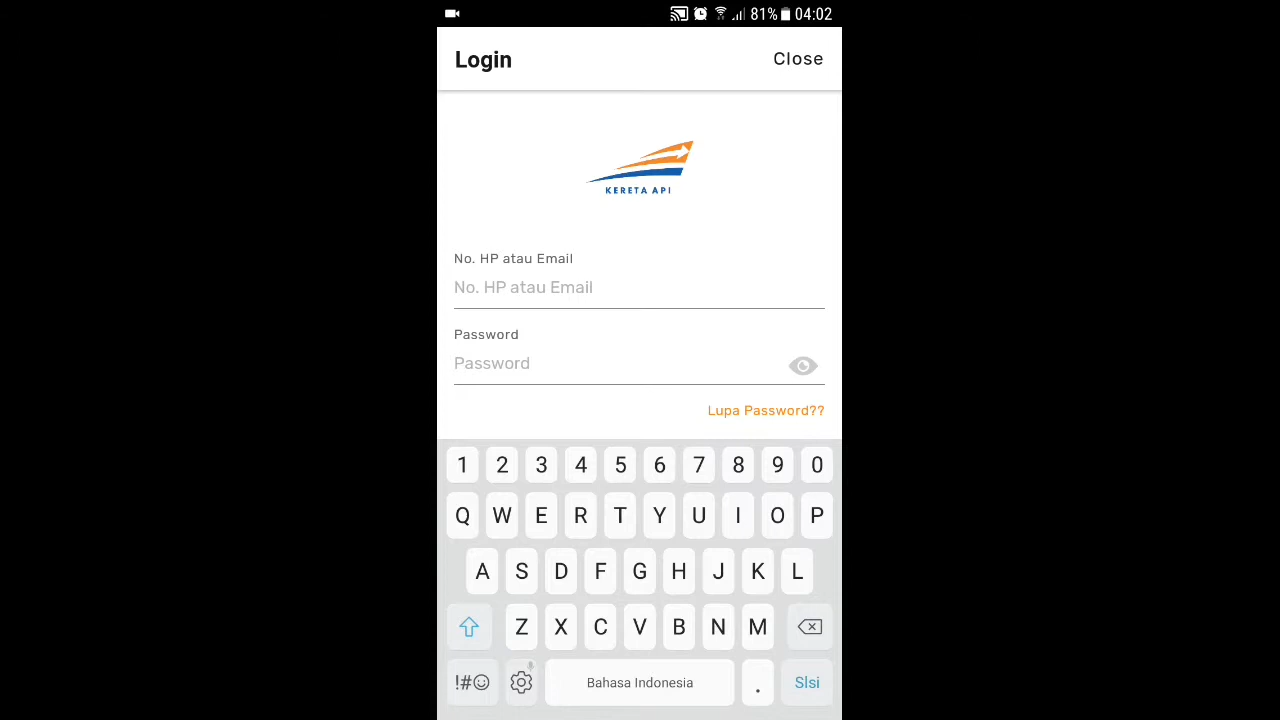 81% 04:02
Login Close
KERETA API
No. HP atau Email
No. HP atau Email
Password
Password
Lupa Password??
1 2 3 4 5 6 7 8 9 0
Q W E R T Y U I O P
A S D F G H J K L
Z X C V B N M
!#☺ Bahasa Indonesia . Slsi